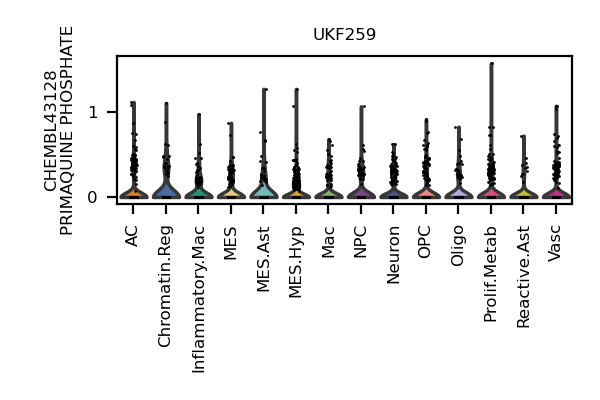 UKF259
CHEMBL43128
PRIMAQUINE PHOSPHATE
1
0
AC
Chromatin.Reg
Inflammatory.Mac
MES
MES.Ast
MES.Hyp
Mac
NPC
Neuron
OPC
Oligo
Prolif.Metab
Reactive.Ast
Vasc